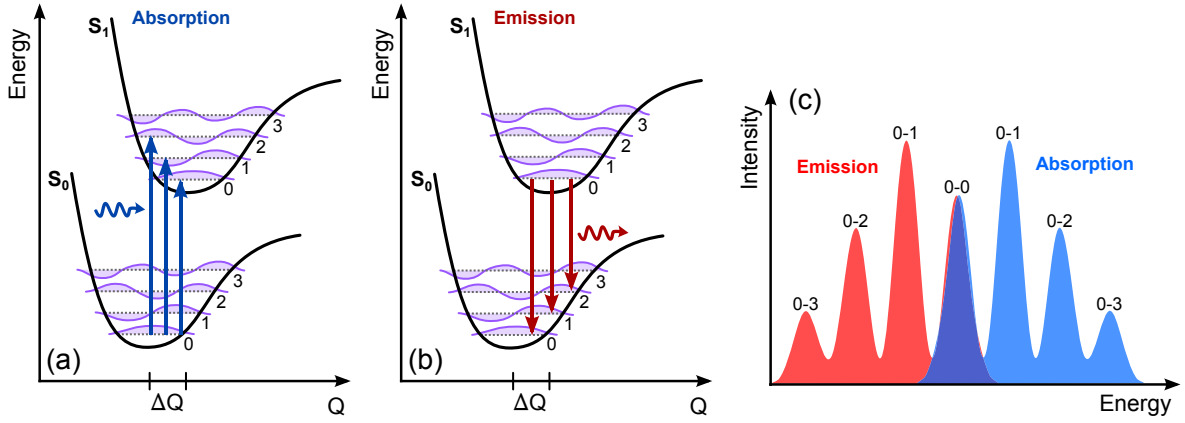 Absorption
Energy
S1
3
2
1
0
S0
3
2
1
0
(a)
ΔQ
Q
Emission
Energy
S1
3
2
1
0
S0
3
2
1
0
(b)
ΔQ
Q
(c)
Intensity
Emission
Absorption
0-3
0-2
0-1
0-0
0-1
0-2
0-3
Energy